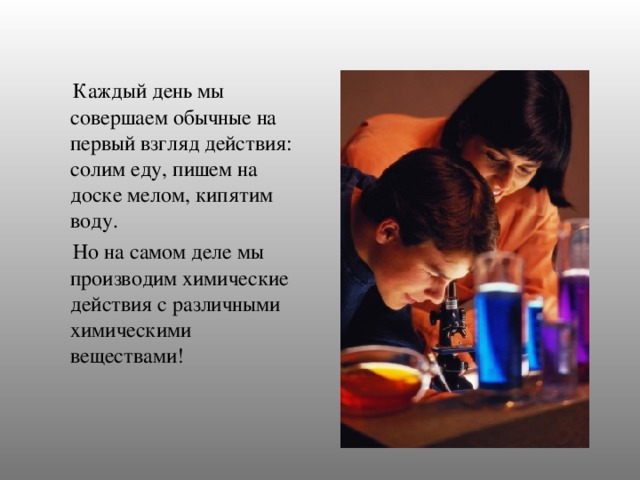 Каждый день мы
совершаем обычные на
первый взгляд действия:
солим еду, пишем на
доске мелом, кипятим
воду.
Но на самом деле мы
производим химические
действия с различными
химическими
веществами!